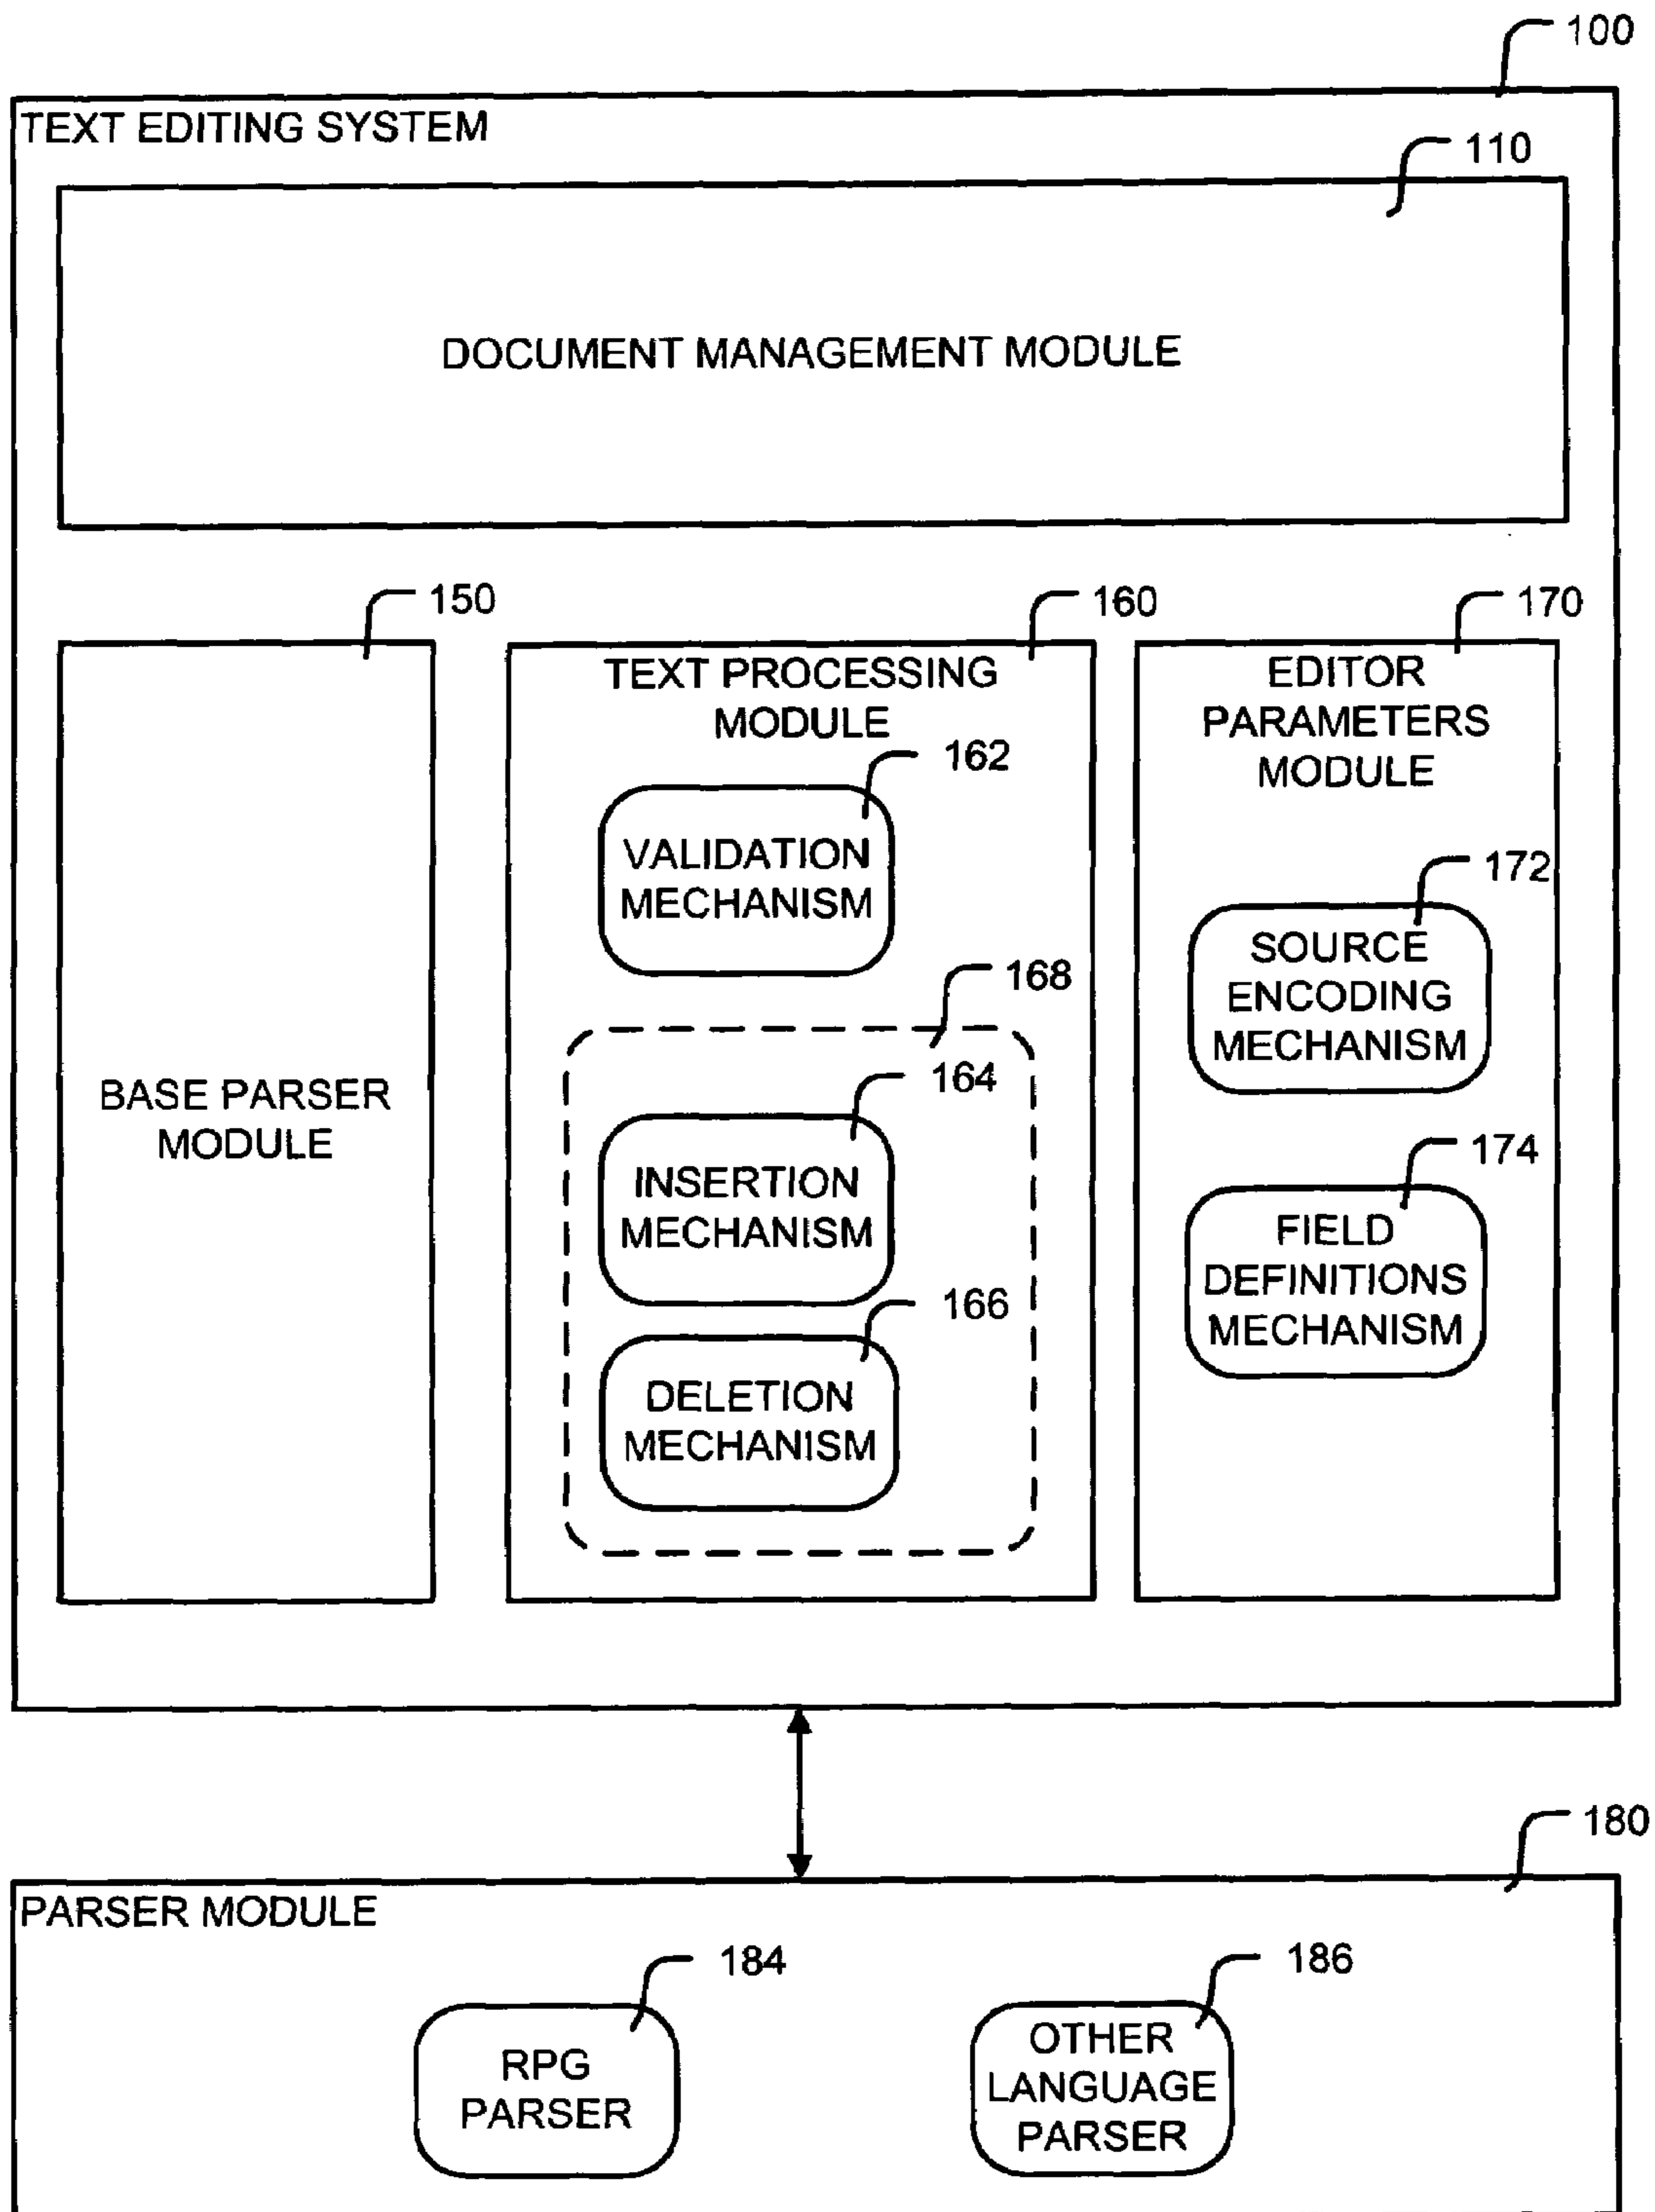 100
TEXT EDITING SYSTEM
110
DOCUMENT MANAGEMENT MODULE
150
160
170
TEXT PROCESSING
MODULE
EDITOR
PARAMETERS
MODULE
162
VALIDATION
MECHANISM
172
SOURCE
ENCODING
MECHANISM
168
164
BASE PARSER
MODULE
INSERTION
MECHANISM
174
FIELD
DEFINITIONS
MECHANISM
166
DELETION
MECHANISM
180
PARSER MODULE
184
186
RPG
PARSER
OTHER
LANGUAGE
PARSER